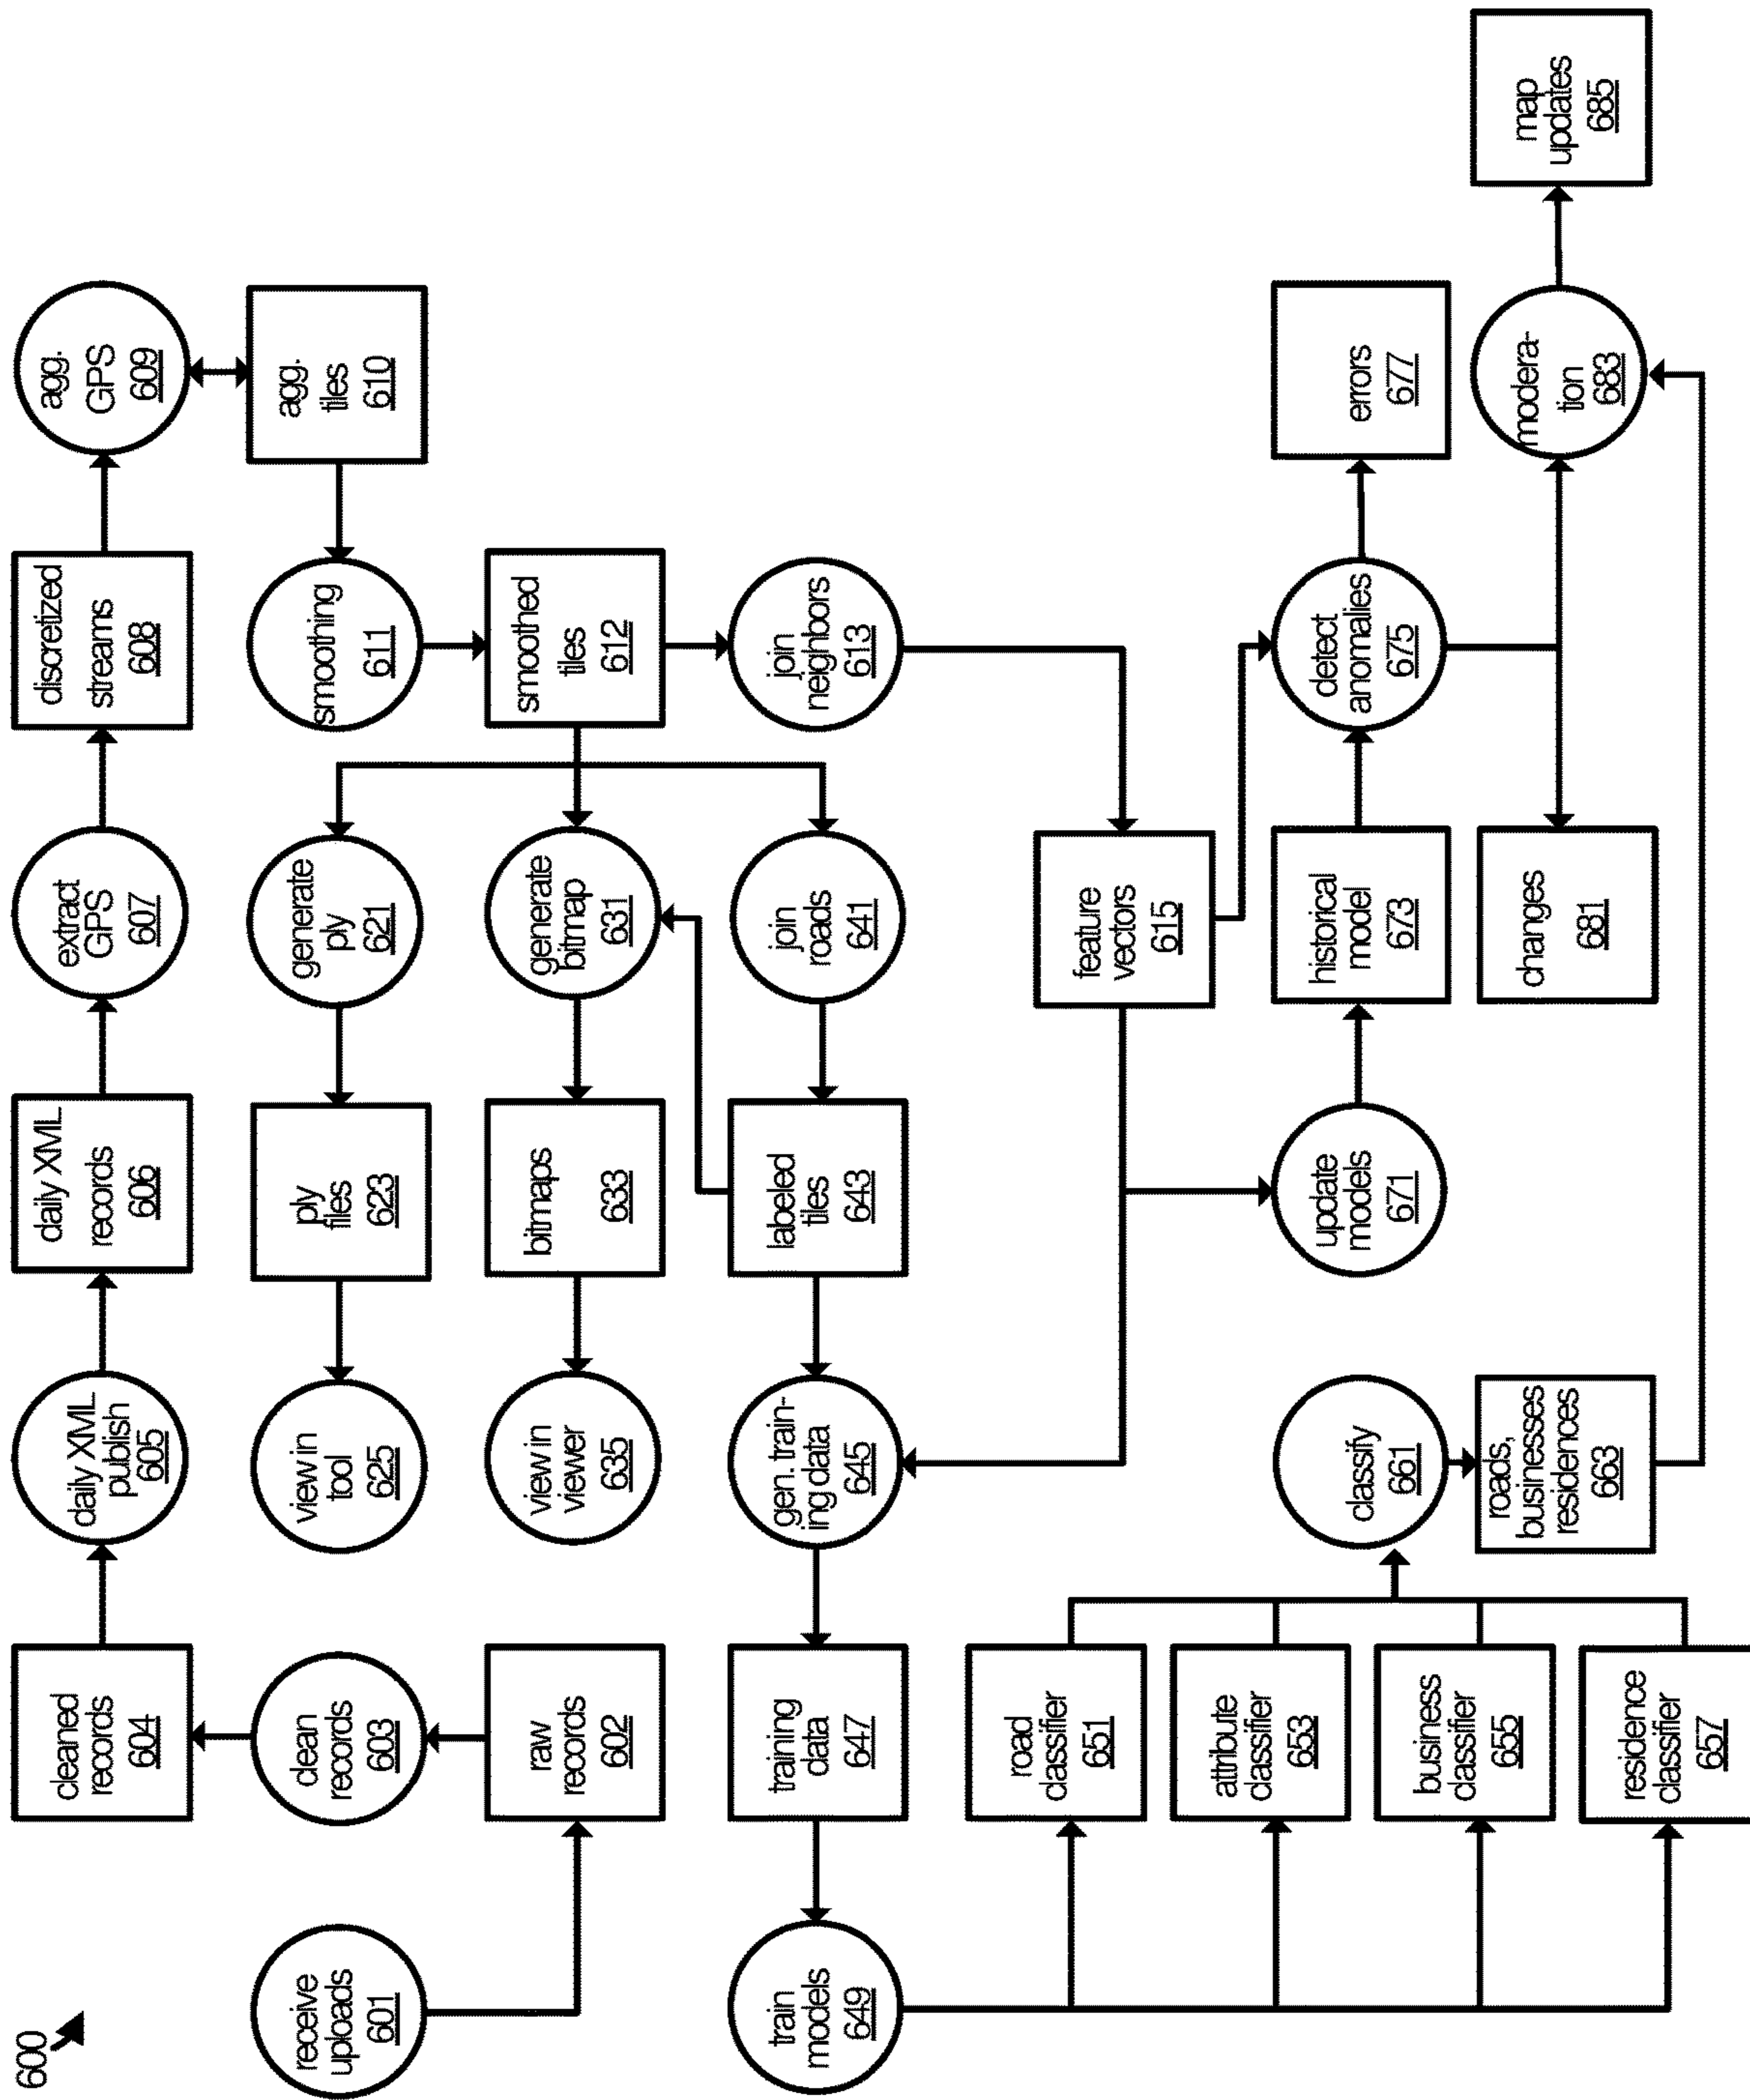 600
receive
uploads
601
raw
records
602
clean
records
603
cleaned
records
604
daily XML
publish
605
daily XML
records
606
extract
GPS
607
discretized
streams
608
agg.
GPS
609
agg.
tiles
610
smoothing
611
smoothed
tiles
612
join
neighbors
613
feature
vectors
615
generate
ply
621
ply
files
623
view in
tool
625
generate
bitmap
631
bitmaps
633
view in
viewer
635
join
roads
641
labeled
tiles
643
gen. train-
ing data
645
training
data
647
train
models
649
road
classifier
651
attribute
classifier
653
business
classifier
655
residence
classifier
657
classify
661
roads,
businesses
residences
663
update
models
671
historical
model
673
detect
anomalies
675
errors
677
changes
681
modera-
tion
683
map
updates
685